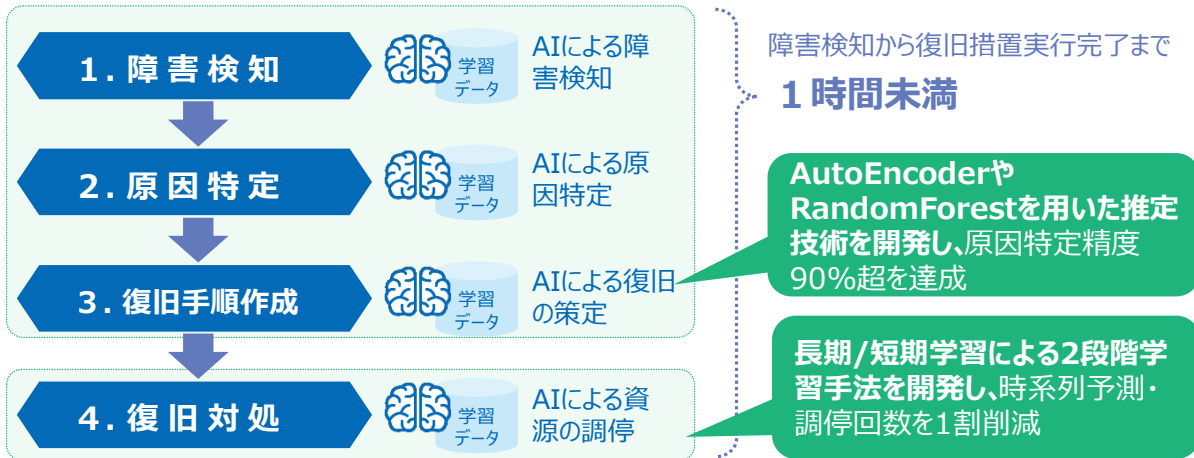 1.障害検知
学習
データ
AIによる障
害検知
2.原因特定
学習
データ
AIによる原
因特定
3.復旧手順作成
学習
データ
AIによる復旧
の策定
4.復旧対処
学習
データ
AIによる資
源の調停
障害検知から復旧措置実行完了まで
1時間未満
AutoEncoderや
RandomForestを用いた推定
技術を開発し、原因特定精度
90%超を達成
長期/短期学習による2段階学
習手法を開発し、時系列予測・
調停回数を1割削減